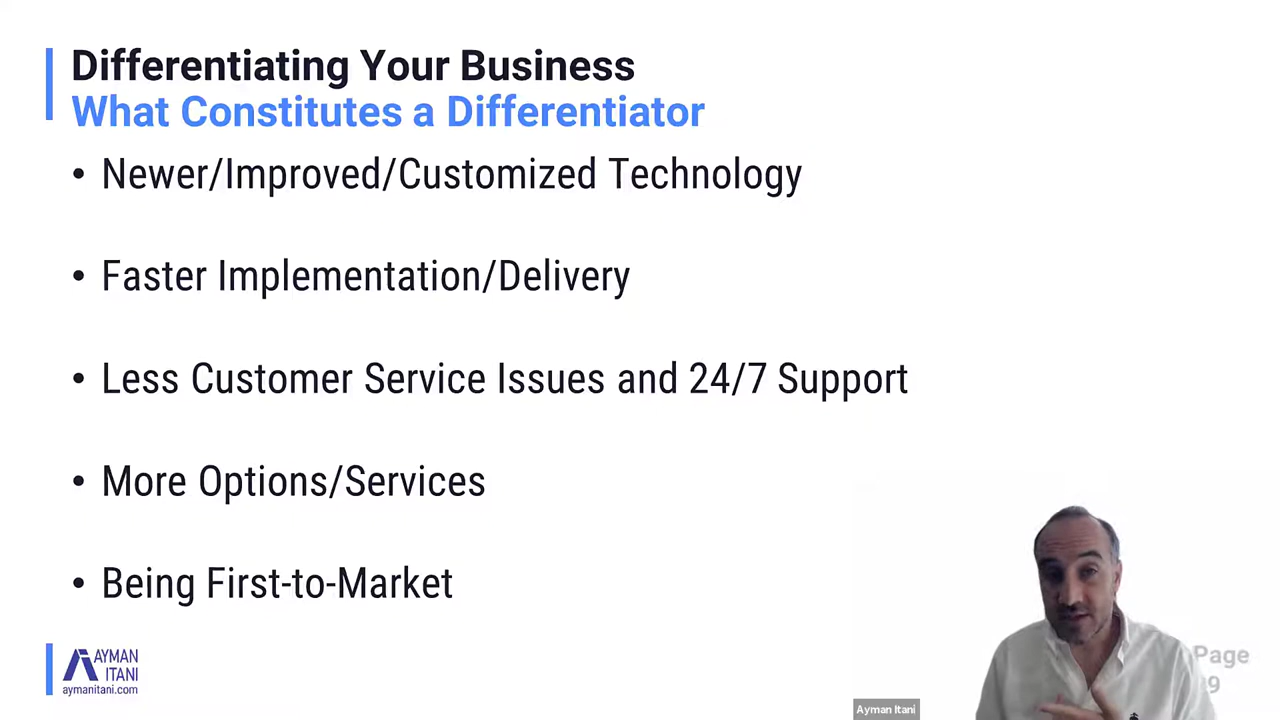 Differentiating Your Business
What Constitutes a Differentiator
• Newer/Improved/Customized Technology
• Faster Implementation/Delivery
• Less Customer Service Issues and 24/7 Support
• More Options/Services
• Being First-to-Market
AYMAN
ITANI
aymanitani.com
Ayman Itani
Page